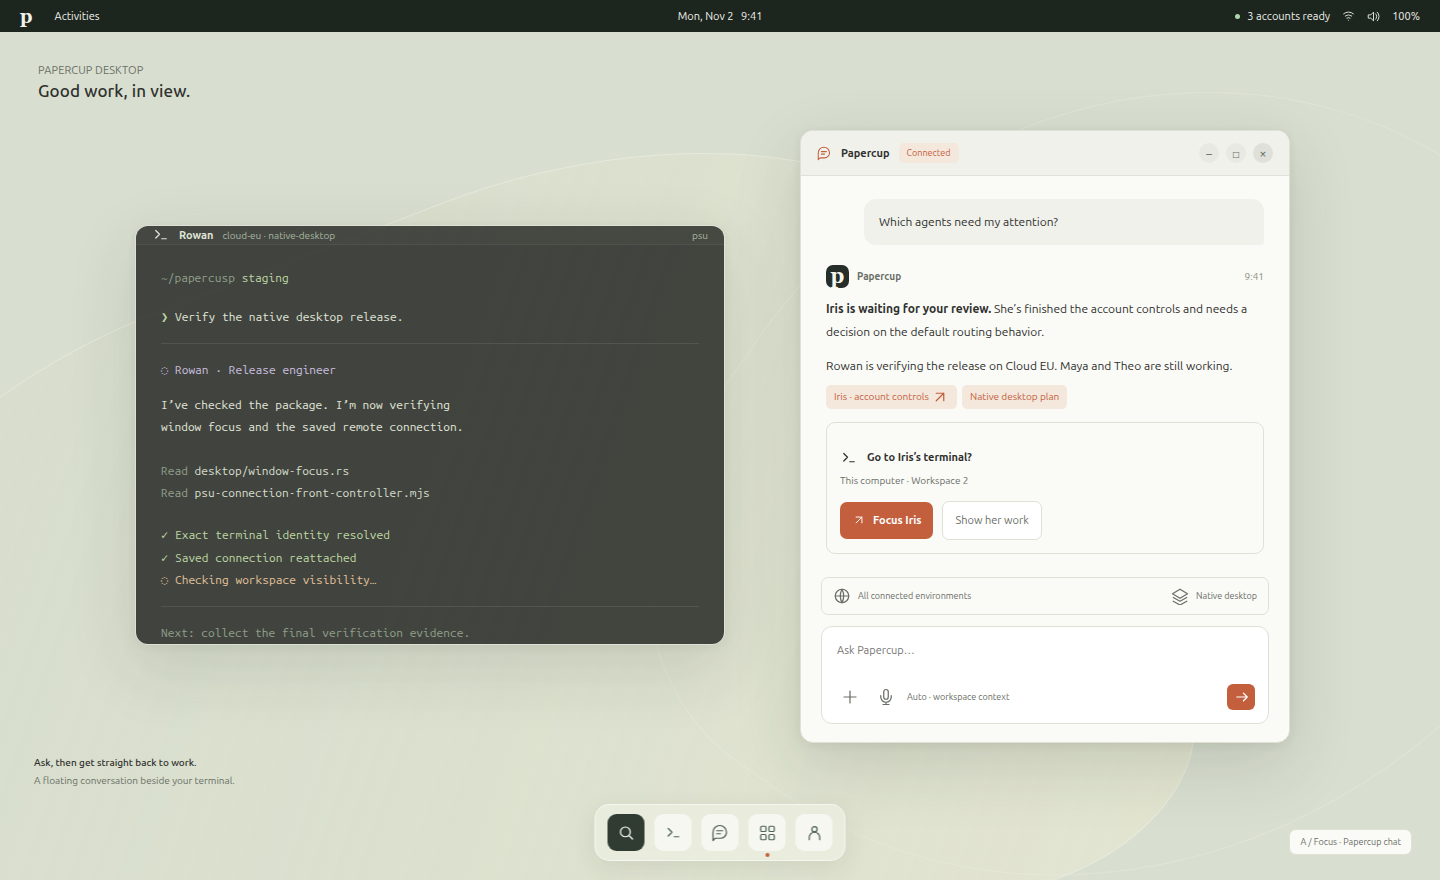 p Activities Mon, Nov 2 9:41 3 accounts ready 100%
PAPERCUP DESKTOP
Good work, in view.
Rowan cloud-eu · native-desktop psu
~/papercusp staging
❯ Verify the native desktop release.
Rowan · Release engineer
I’ve checked the package. I’m now verifying
window focus and the saved remote connection.
Read desktop/window-focus.rs
Read psu-connection-front-controller.mjs
✓ Exact terminal identity resolved
✓ Saved connection reattached
Checking workspace visibility…
Next: collect the final verification evidence.
Papercup Connected
Which agents need my attention?
p Papercup 9:41
Iris is waiting for your review. She’s finished the account controls and needs a
decision on the default routing behavior.
Rowan is verifying the release on Cloud EU. Maya and Theo are still working.
Iris · account controls Native desktop plan
Go to Iris’s terminal?
This computer · Workspace 2
Focus Iris Show her work
All connected environments Native desktop
Ask Papercup…
Auto · workspace context
Ask, then get straight back to work.
A floating conversation beside your terminal.
A / Focus · Papercup chat